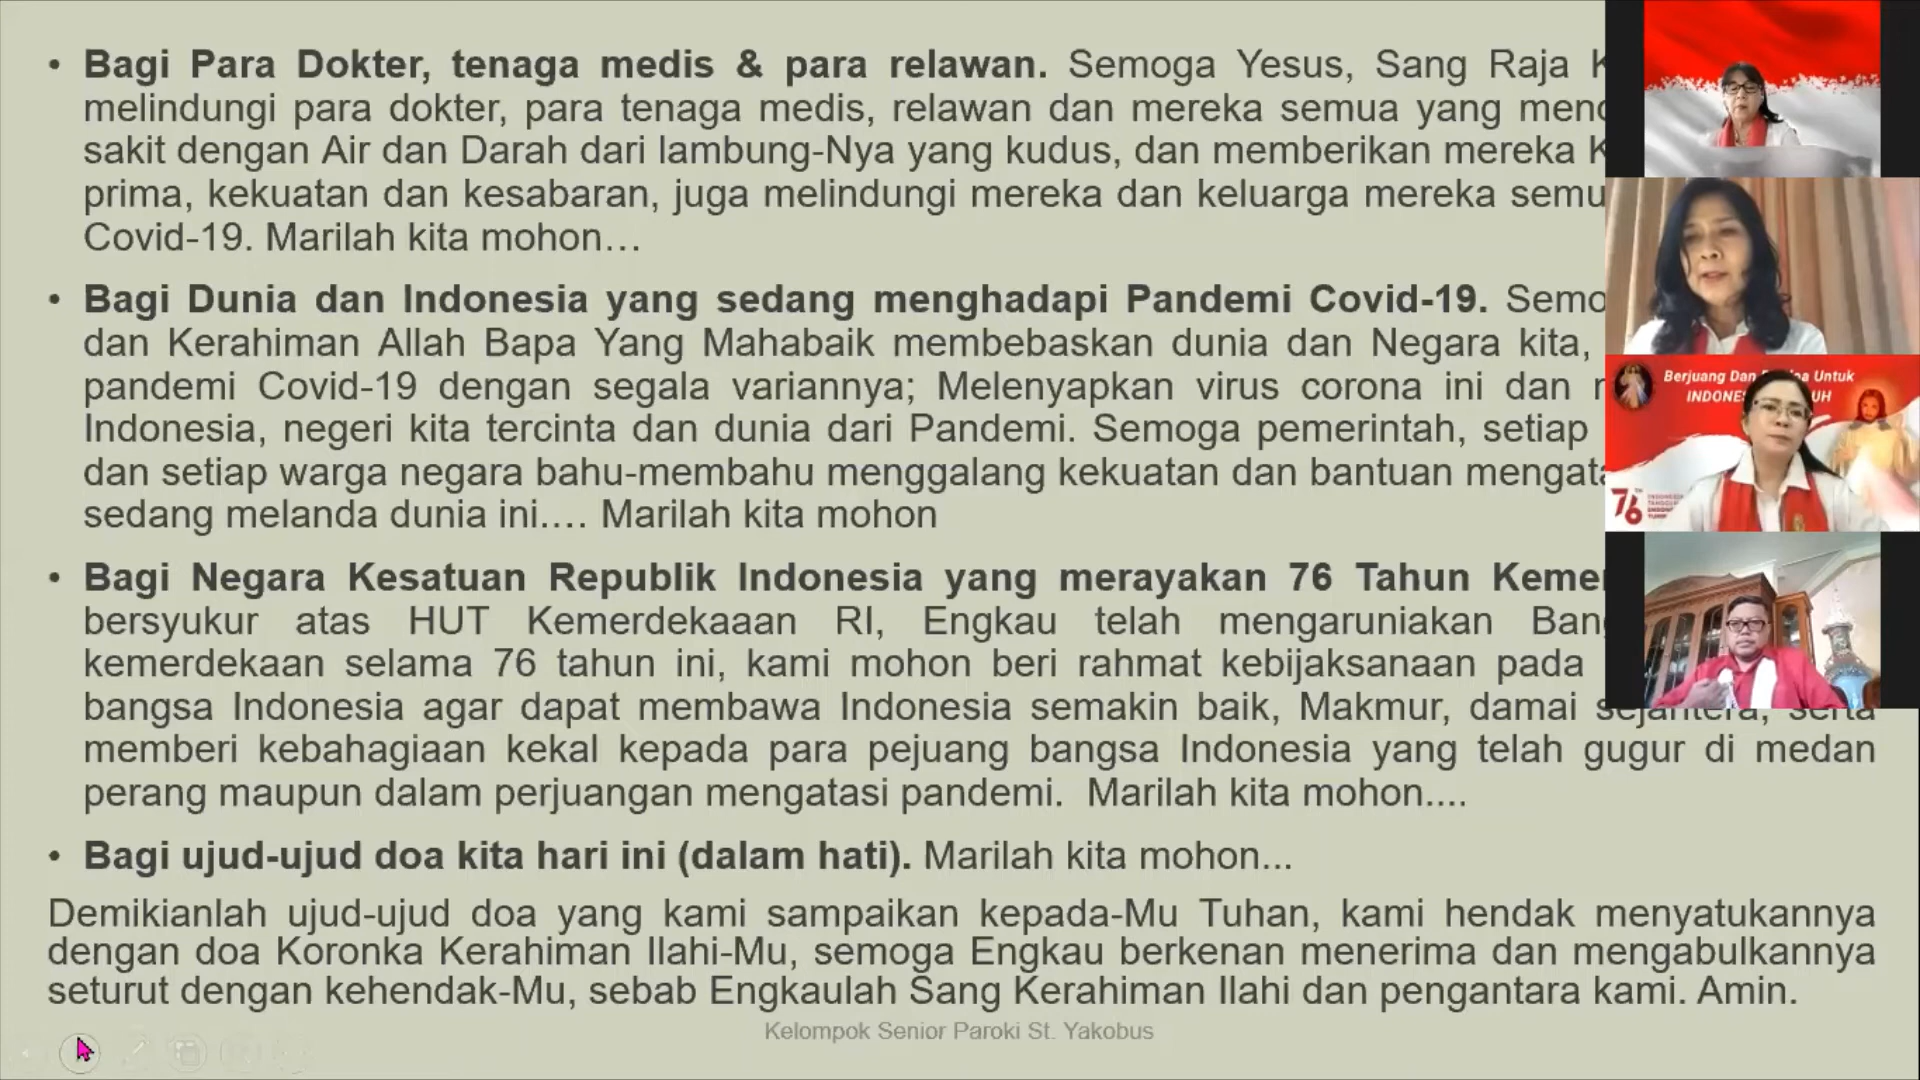 • Bagi Para Dokter, tenaga medis & para relawan. Semoga Yesus, Sang Raja
melindungi para dokter, para tenaga medis, relawan dan mereka semua yang
sakit dengan Air dan Darah dari lambung-Nya yang kudus, dan memberikan mereka
prima, kekuatan dan kesabaran, juga melindungi mereka dan keluarga mereka
Covid-19. Marilah kita mohon...
• Bagi Dunia dan Indonesia yang sedang menghadapi Pandemi Covid-19.
dan Kerahiman Allah Bapa Yang Mahabaik membebaskan dunia dan Negara kita,
pandemi Covid-19 dengan segala variannya; Melenyapkan virus corona ini dan
Indonesia, negeri kita tercinta dan dunia dari Pandemi. Semoga pemerintah, setiap
dan setiap warga negara bahu-membahu menggalang kekuatan dan bantuan
sedang melanda dunia ini.... Marilah kita mohon
• Bagi Negara Kesatuan Republik Indonesia yang merayakan 76 Tahun
bersyukur atas HUT Kemerdekaaan RI, Engkau telah mengaruniakan
kemerdekaan selama 76 tahun ini, kami mohon beri rahmat kebijaksanaan pada
bangsa Indonesia agar dapat membawa Indonesia semakin baik, Makmur, damai sejahtera, serta
memberi kebahagiaan kekal kepada para pejuang bangsa Indonesia yang telah gugur di medan
perang maupun dalam perjuangan mengatasi pandemi. Marilah kita mohon....
• Bagi ujud-ujud doa kita hari ini (dalam hati). Marilah kita mohon...
Demikianlah ujud-ujud doa yang kami sampaikan kepada-Mu Tuhan, kami hendak menyatukannya
dengan doa Koronka Kerahiman Ilahi-Mu, semoga Engkau berkenan menerima dan mengabulkannya
seturut dengan kehendak-Mu, sebab Engkaulah Sang Kerahiman Ilahi dan pengantara kami. Amin.
Kelompok Senior Paroki St. Yakobus
Berjuang Dan Untuk
76